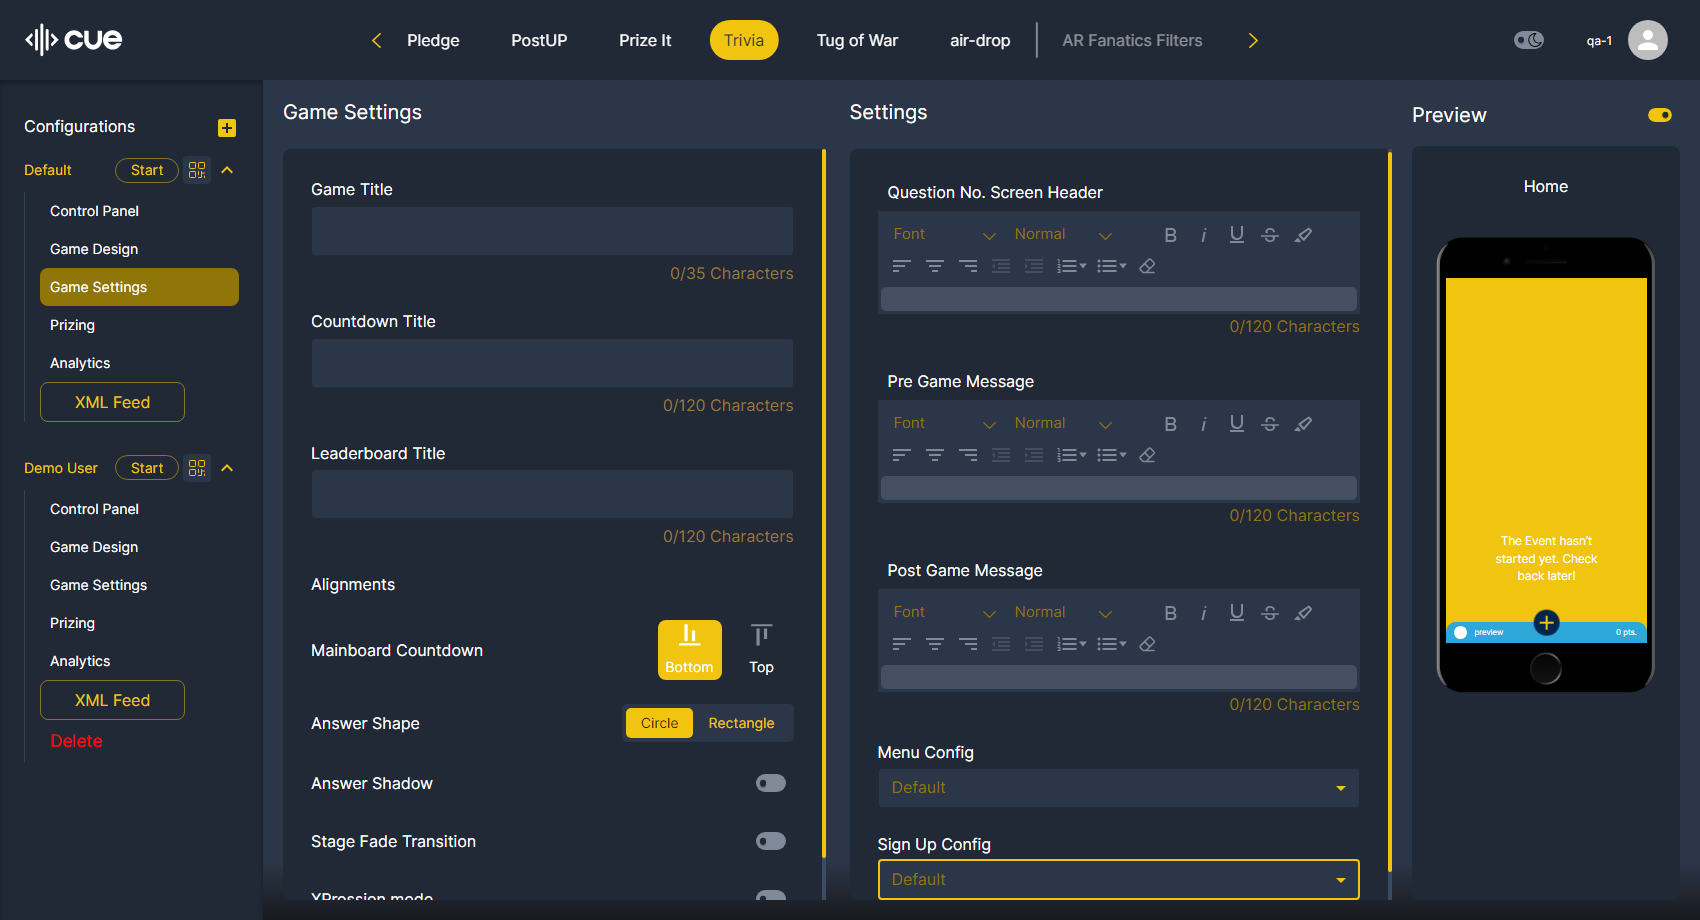 cue
Pledge
PostUP
Prize It
Trivia
Tug of War
air-drop
AR Fanatics Filters
qa-1
Configurations
Default
Start
Control Panel
Game Design
Game Settings
Prizing
Analytics
XML Feed
Demo User
Start
Control Panel
Game Design
Game Settings
Prizing
Analytics
XML Feed
Delete
Game Settings
Game Title
0/35 Characters
Countdown Title
0/120 Characters
Leaderboard Title
0/120 Characters
Alignments
Mainboard Countdown
Bottom
Top
Answer Shape
Circle
Rectangle
Answer Shadow
Stage Fade Transition
XPression mode
Settings
Question No. Screen Header
Font
Normal
0/120 Characters
Pre Game Message
Font
Normal
0/120 Characters
Post Game Message
Font
Normal
0/120 Characters
Menu Config
Default
Sign Up Config
Default
Preview
Home
The Event hasn't
started yet. Check
back later!
preview
0 pts.